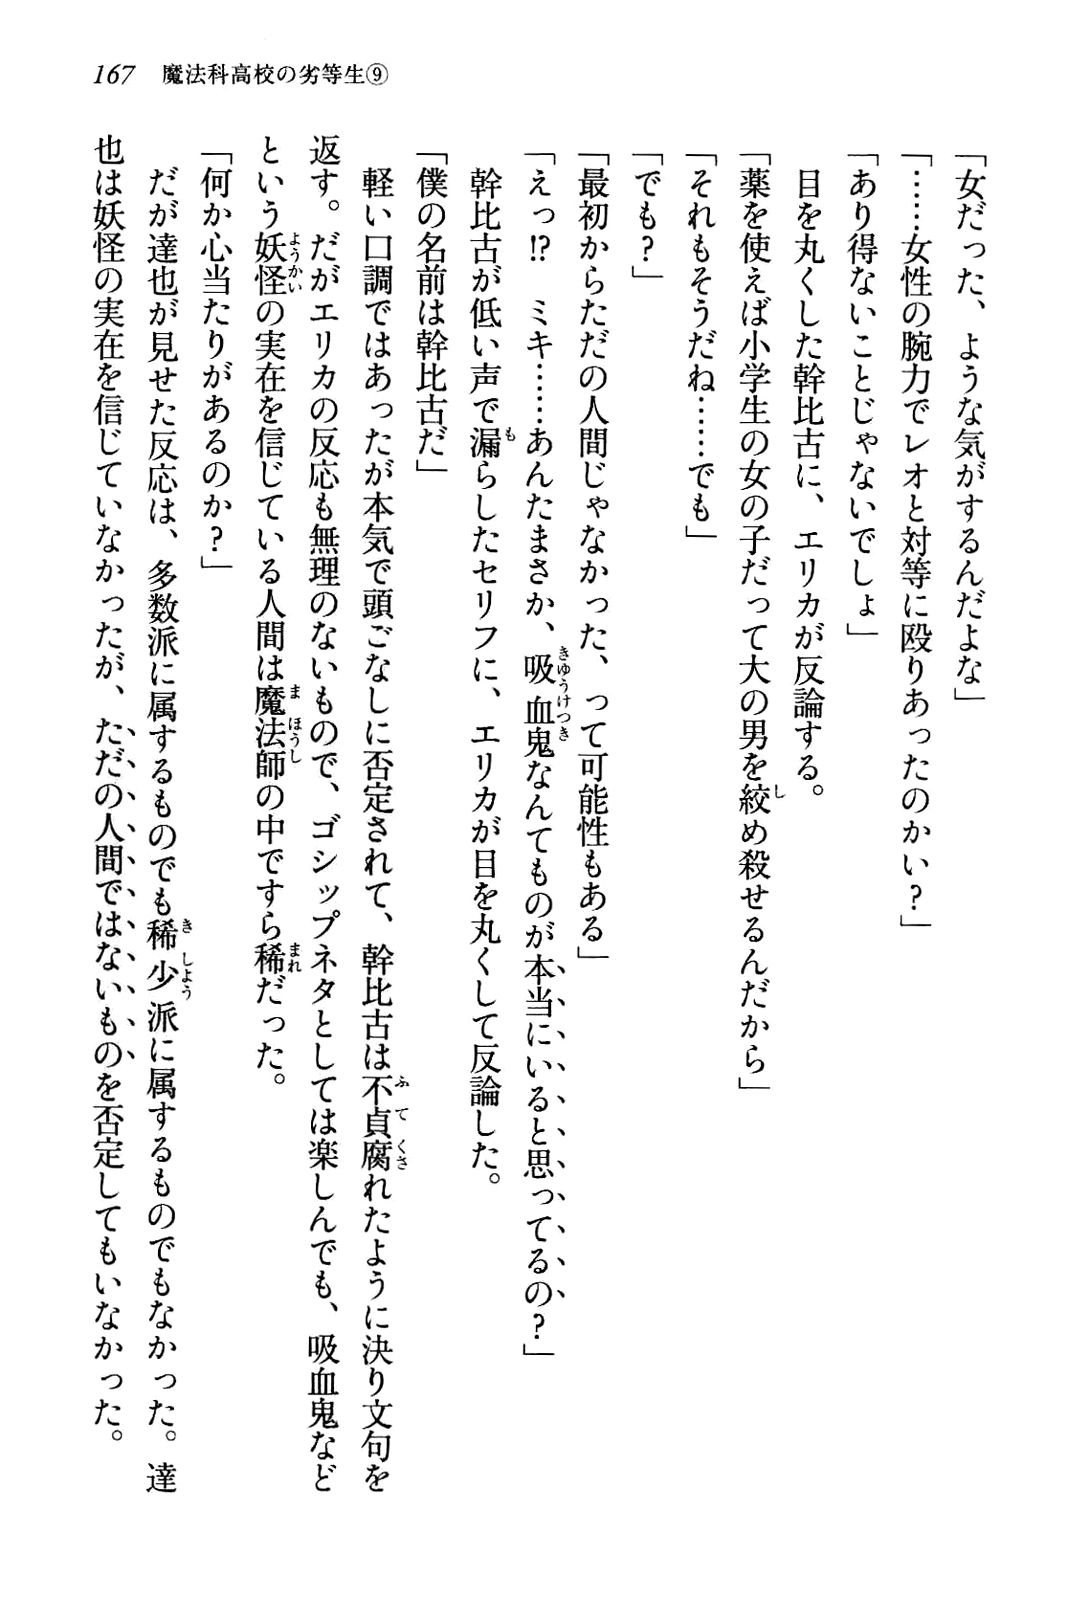 167 魔法科高校の劣等生⑨
「女だった、ような気がするんだよな」
「……女性の腕力でレオと対等に殴りあったのかい？」
「あり得ないことじゃないでしょ」
　目を丸くした幹比古に、エリカが反論する。
「薬を使えば小学生の女の子だって大の男を絞め殺せるんだから」
「それもそうだね……でも」
「でも？」
「最初からただの人間じゃなかった、って可能性もある」
「えっ!?　ミキ……あんたまさか、吸血鬼なんてものが本当にいると思ってるの？」
　幹比古が低い声で漏らしたセリフに、エリカが目を丸くして反論した。
「僕の名前は幹比古だ」
　軽い口調ではあったが本気で頭ごなしに否定されて、幹比古は不貞腐れたように決り文句を
返す。だがエリカの反応も無理のないもので、ゴシップネタとしては楽しんでも、吸血鬼など
という妖怪の実在を信じている人間は魔法師の中ですら稀だった。
「何か心当たりがあるのか？」
　だが達也が見せた反応は、多数派に属するものでも稀少派に属するものでもなかった。達
也は妖怪の実在を信じていなかったが、ただの人間ではないものを否定してもいなかった。